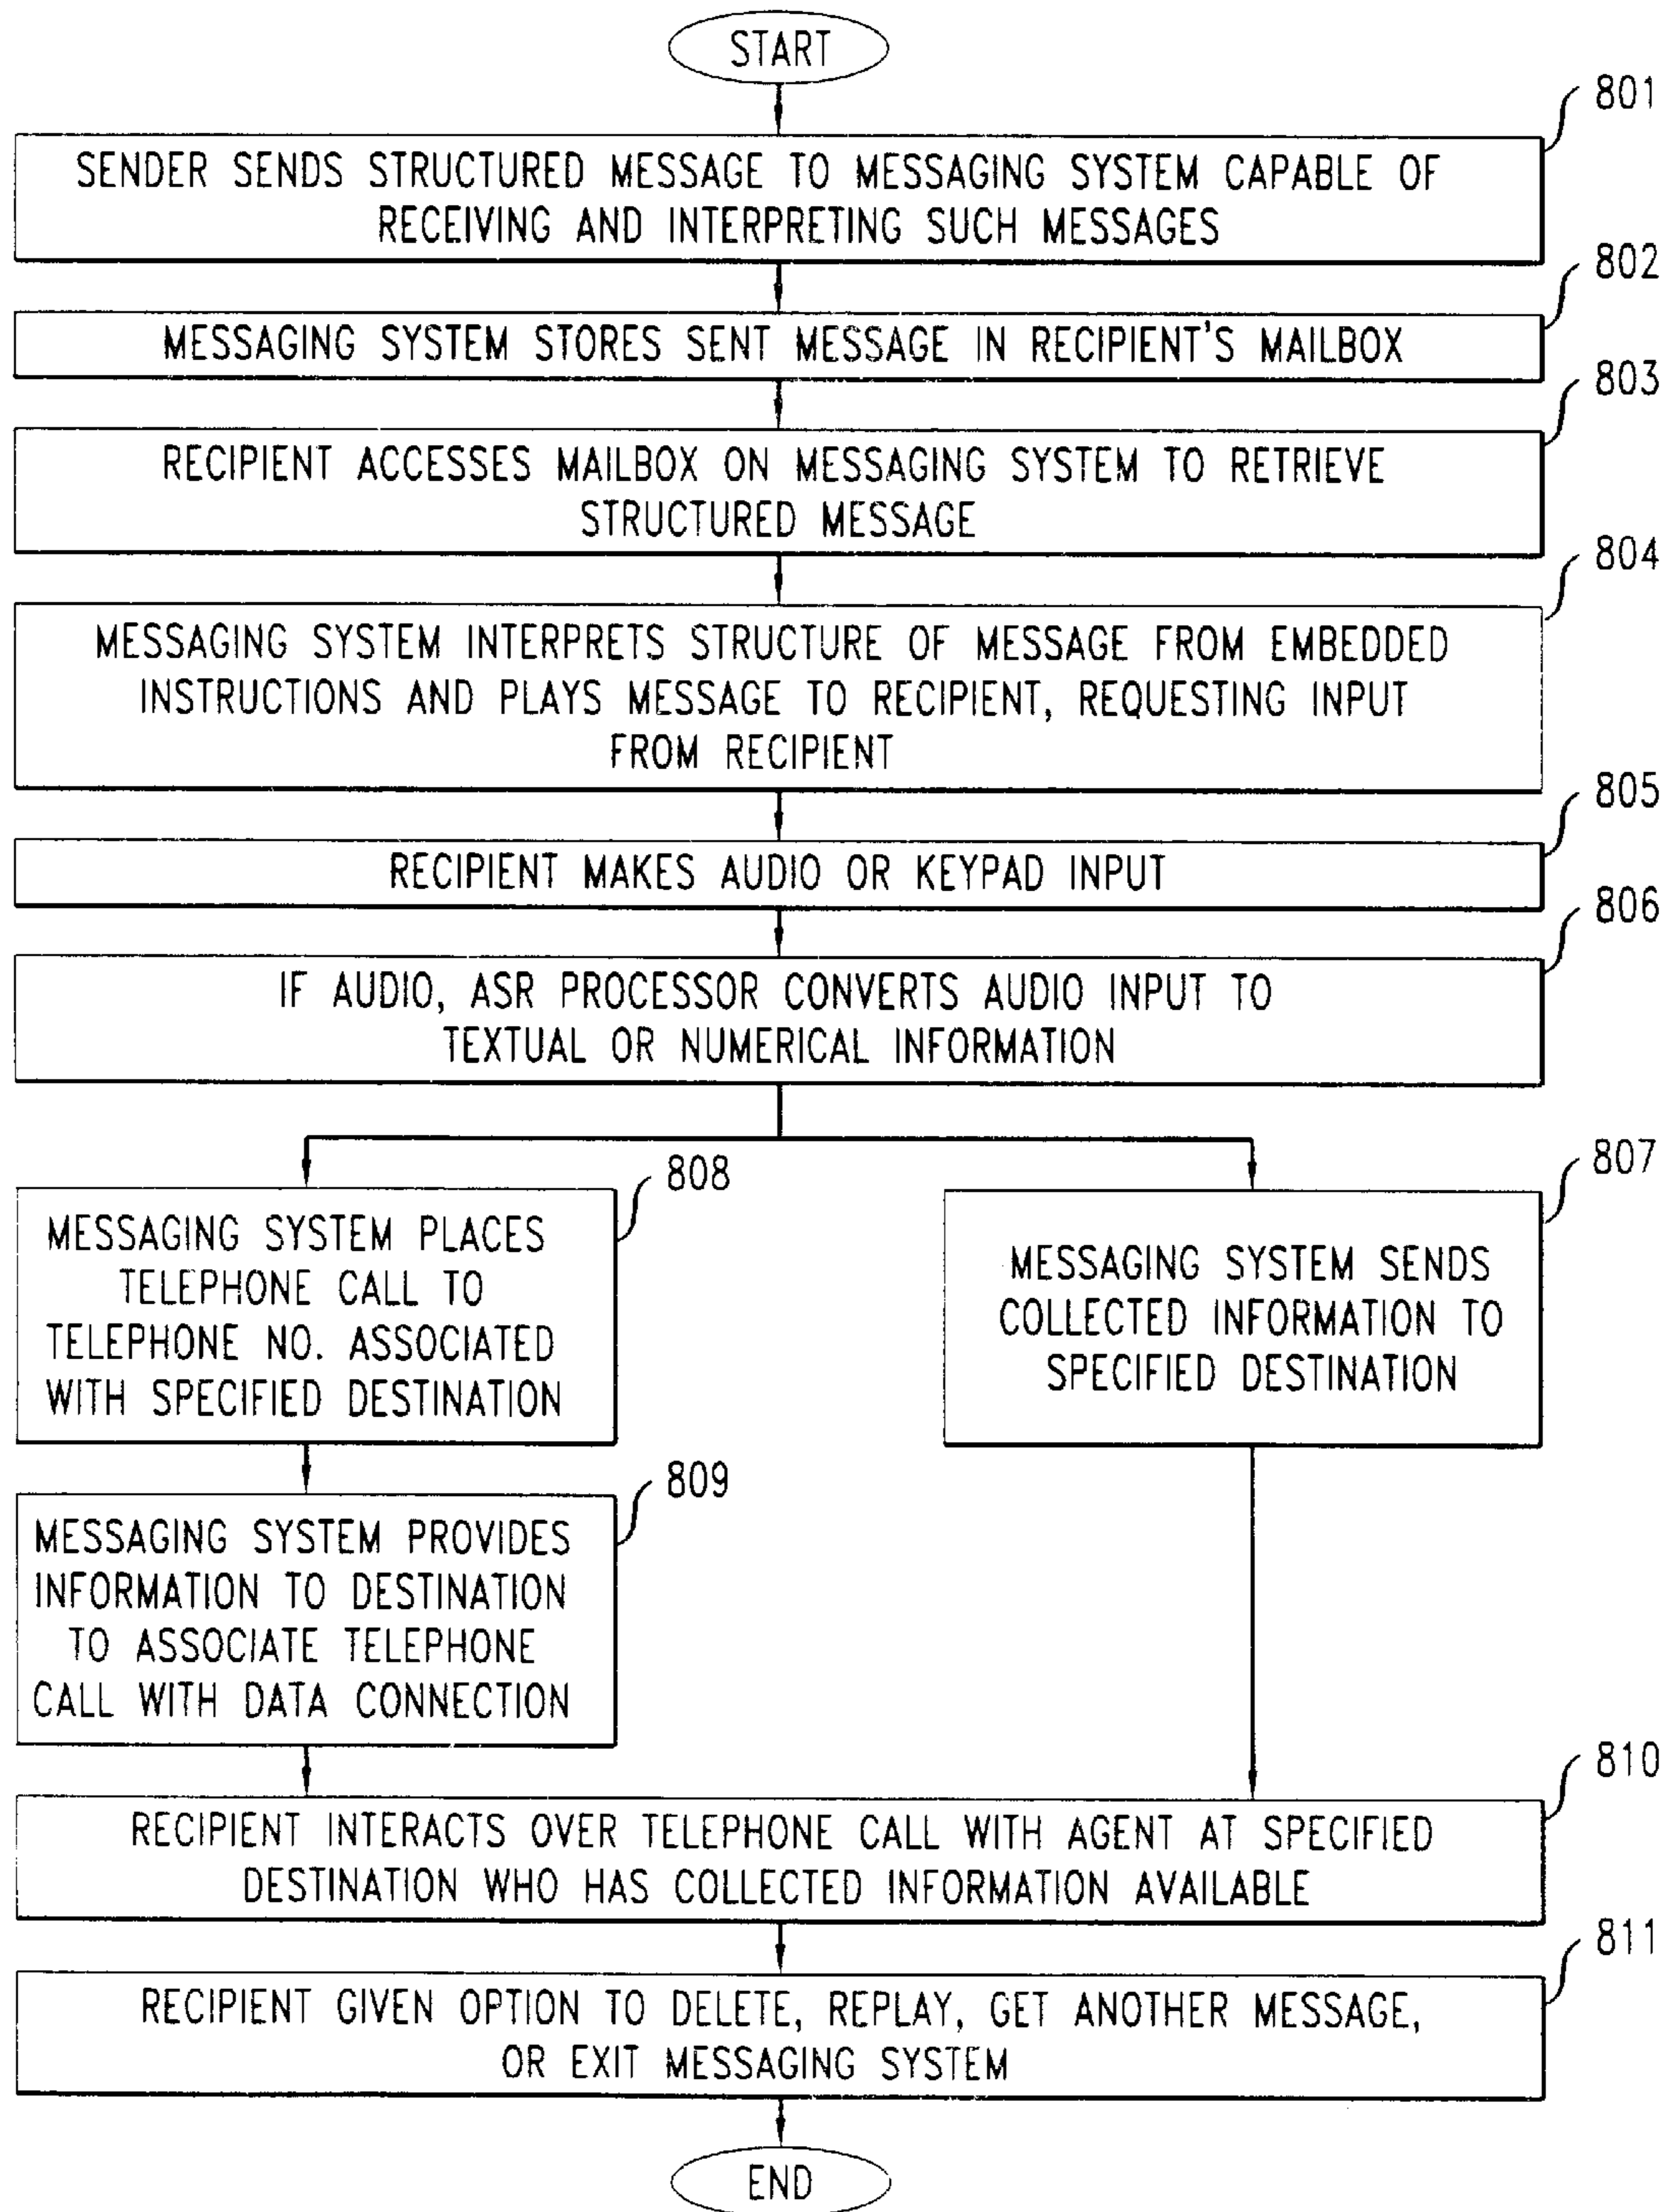 START
801
SENDER SENDS STRUCTURED MESSAGE TO MESSAGING SYSTEM CAPABLE OF
RECEIVING AND INTERPRETING SUCH MESSAGES
802
MESSAGING SYSTEM STORES SENT MESSAGE IN RECIPIENT'S MAILBOX
803
RECIPIENT ACCESSES MAILBOX ON MESSAGING SYSTEM TO RETRIEVE
STRUCTURED MESSAGE
804
MESSAGING SYSTEM INTERPRETS STRUCTURE OF MESSAGE FROM EMBEDDED
INSTRUCTIONS AND PLAYS MESSAGE TO RECIPIENT, REQUESTING INPUT
FROM RECIPIENT
805
RECIPIENT MAKES AUDIO OR KEYPAD INPUT
806
IF AUDIO, ASR PROCESSOR CONVERTS AUDIO INPUT TO
TEXTUAL OR NUMERICAL INFORMATION
808
MESSAGING SYSTEM PLACES
TELEPHONE CALL TO
TELEPHONE NO. ASSOCIATED
WITH SPECIFIED DESTINATION
807
MESSAGING SYSTEM SENDS
COLLECTED INFORMATION TO
SPECIFIED DESTINATION
809
MESSAGING SYSTEM PROVIDES
INFORMATION TO DESTINATION
TO ASSOCIATE TELEPHONE
CALL WITH DATA CONNECTION
810
RECIPIENT INTERACTS OVER TELEPHONE CALL WITH AGENT AT SPECIFIED
DESTINATION WHO HAS COLLECTED INFORMATION AVAILABLE
811
RECIPIENT GIVEN OPTION TO DELETE, REPLAY, GET ANOTHER MESSAGE,
OR EXIT MESSAGING SYSTEM
END